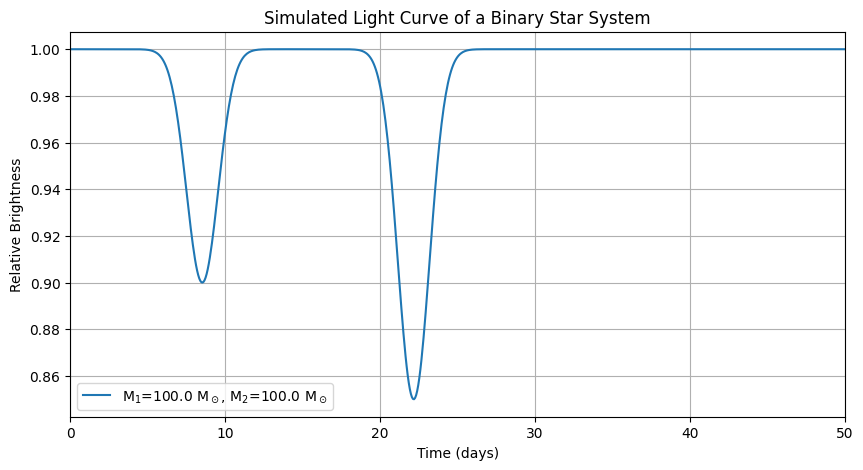 Simulated Light Curve of a Binary Star System
1.00
0.98
0.96
0.94
0.92
0.90
0.88
0.86
Relative Brightness
M₁=100.0 M⊙, M₂=100.0 M⊙
0 10 20 30 40 50
Time (days)